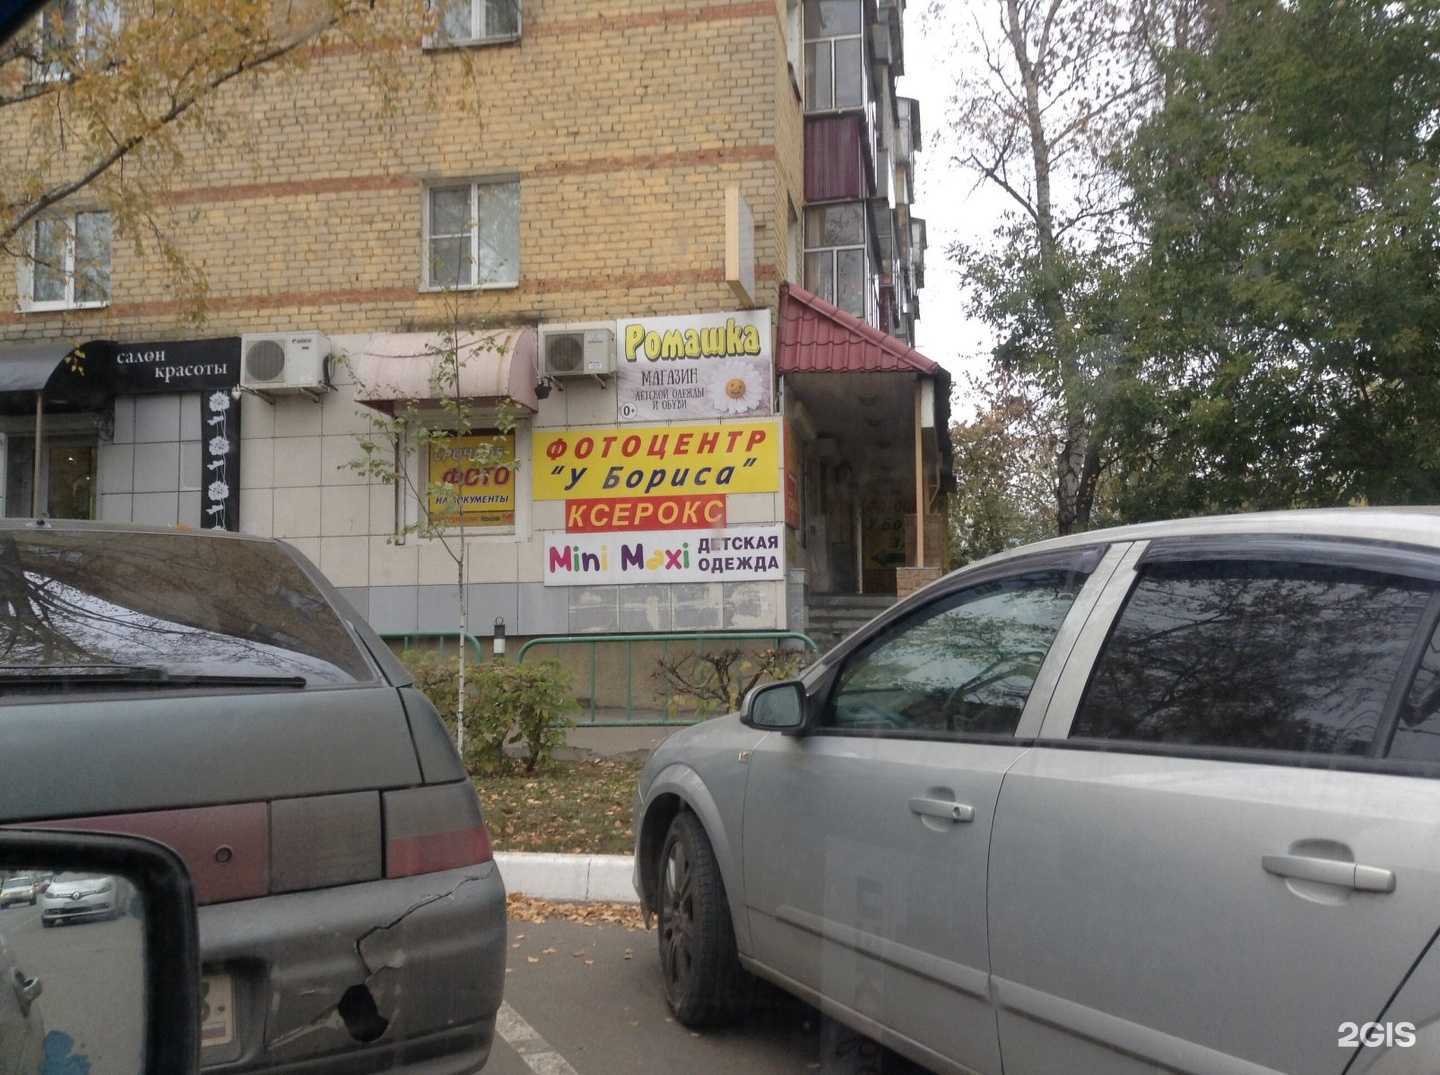 салон
красоты
Ромашка
МАГАЗИН
ДЕТСКОЙ ОДЕЖДЫ
И ОБУВИ
0+
ФОТОЦЕНТР
"У Бориса"
КСЕРОКС
Mini Maxi ДЕТСКАЯ
ОДЕЖДА
ФОТО
НА ДОКУМЕНТЫ
2GIS